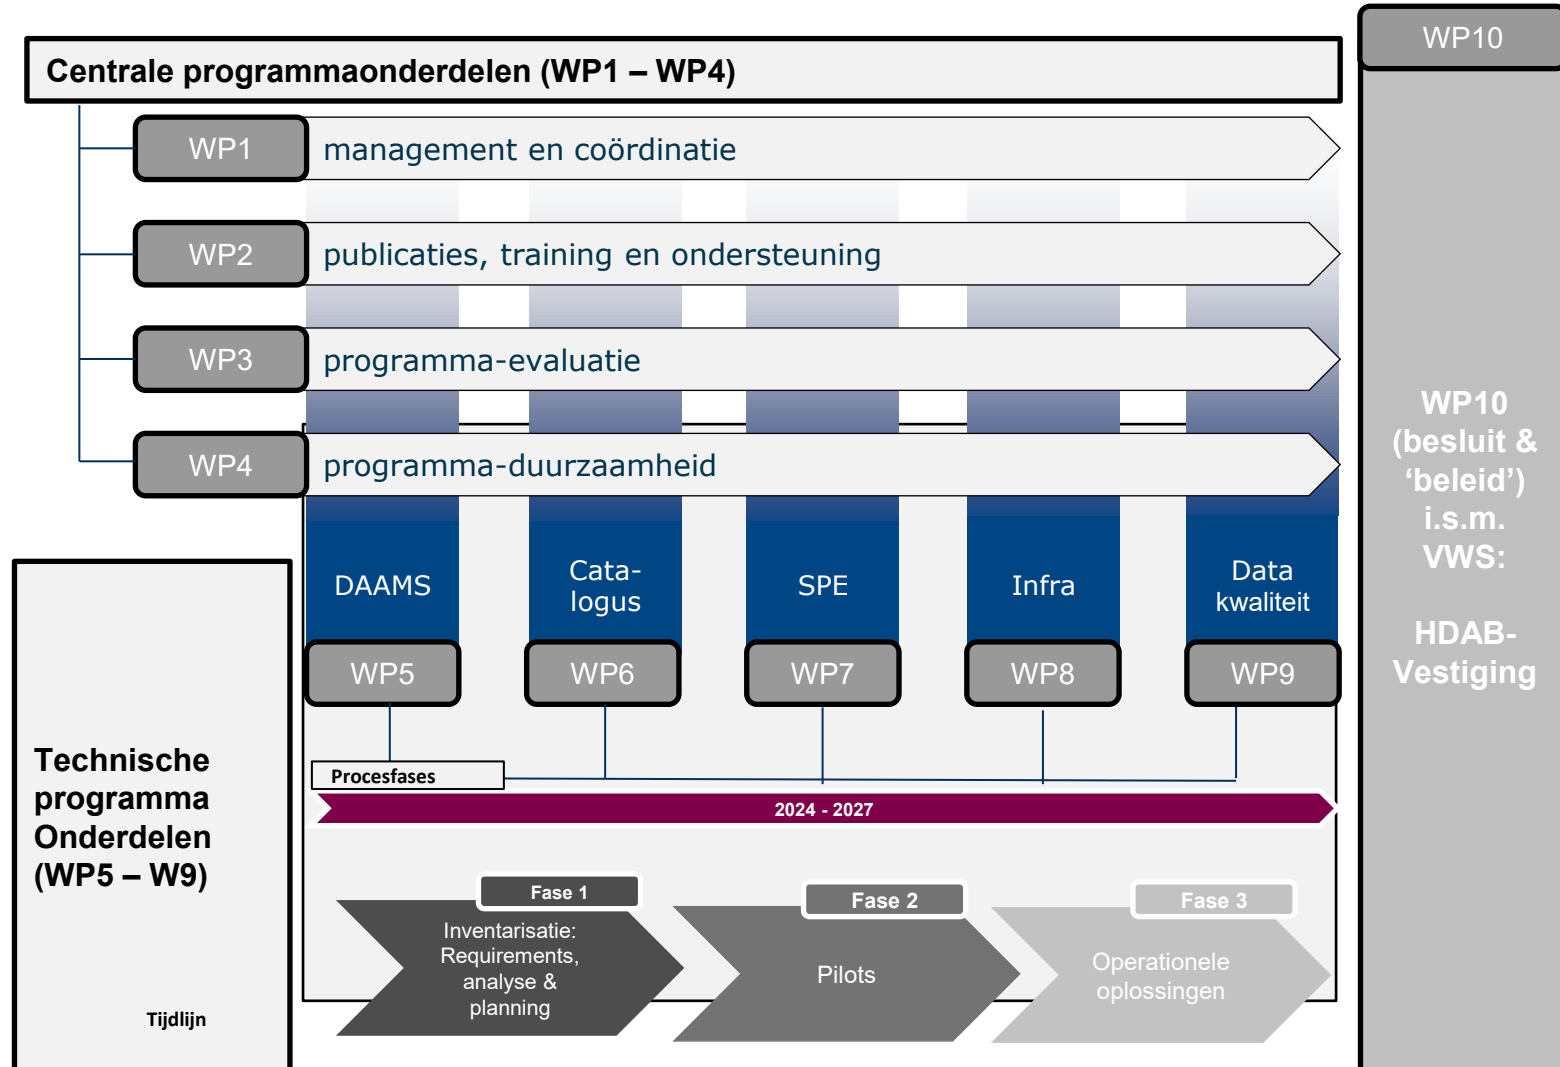 WP10
Centrale programmaonderdelen (WP1 – WP4)
WP1
management en coördinatie
WP2
publicaties, training en ondersteuning
WP3
programma-evaluatie
WP4
programma-duurzaamheid
WP10
(besluit &
‘beleid’)
i.s.m.
VWS:
HDAB-
Vestiging
DAAMS
Cata-
logus
SPE
Infra
Data
kwaliteit
WP5
WP6
WP7
WP8
WP9
Technische
programma
Onderdelen
(WP5 – W9)
Tijdlijn
Procesfases
2024 - 2027
Fase 1
Inventarisatie:
Requirements,
analyse &
planning
Fase 2
Pilots
Fase 3
Operationele
oplossingen